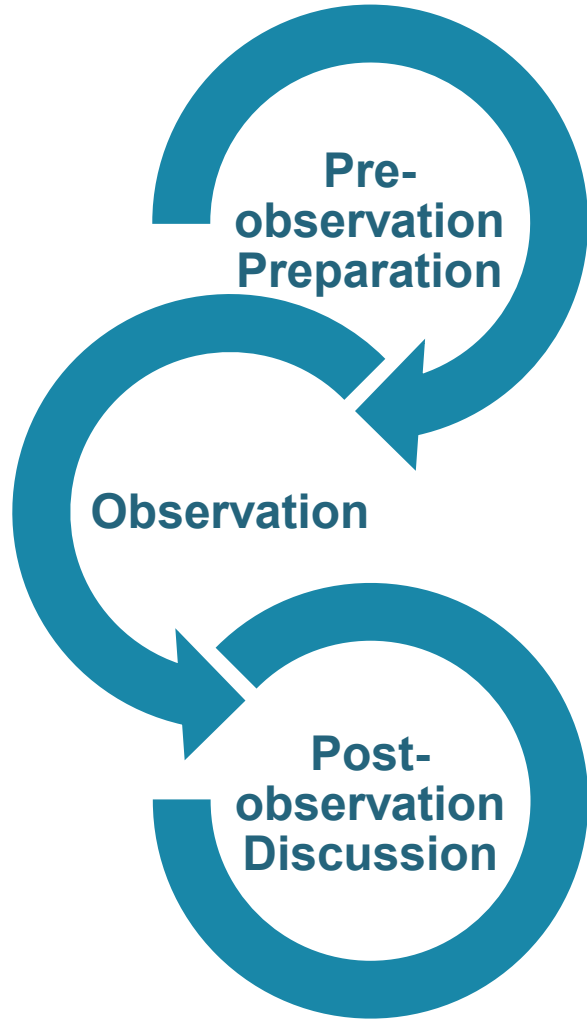 Pre-
observation
Preparation
Observation
Post-
observation
Discussion